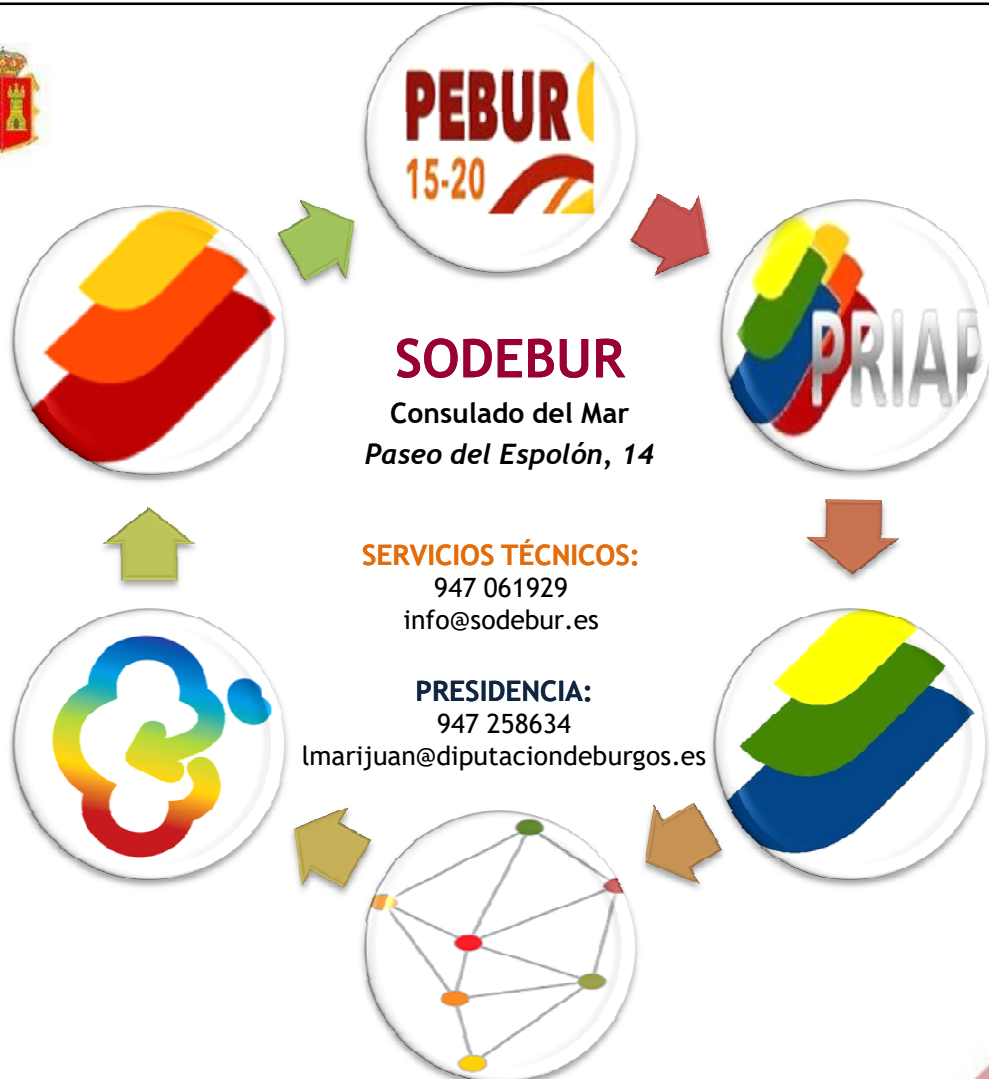 PEBUR
15-20
PRIAP
SODEBUR
Consulado del Mar
Paseo del Espolón, 14
SERVICIOS TÉCNICOS:
947 061929
info@sodebur.es
PRESIDENCIA:
947 258634
lmarijuan@diputaciondeburgos.es